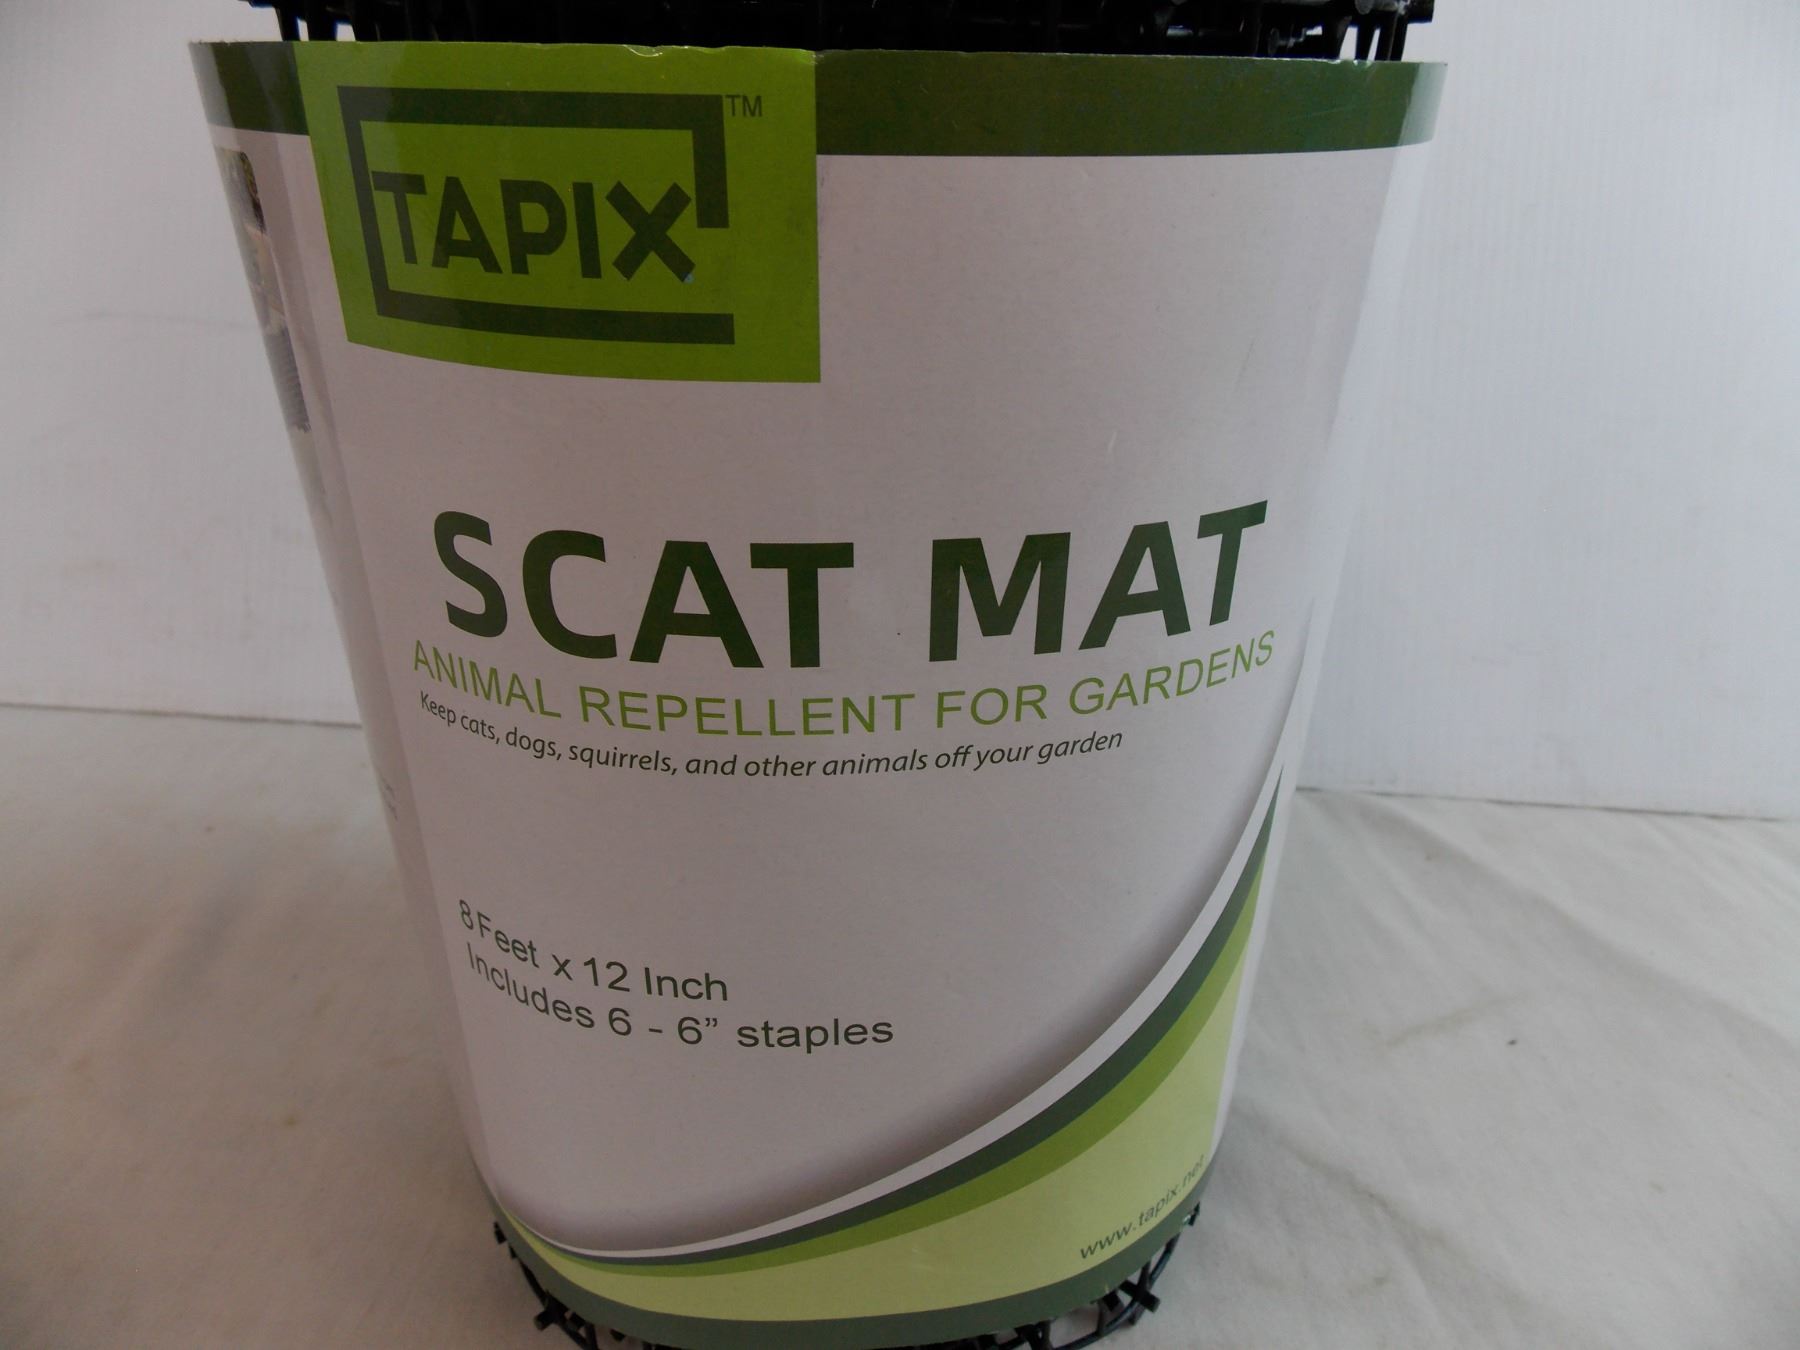 TAPIX™
SCAT MAT
ANIMAL REPELLENT FOR GARDENS
Keep cats, dogs, squirrels, and other animals off your garden
8 Feet x 12 Inch
Includes 6 - 6” staples
www.tapix.net